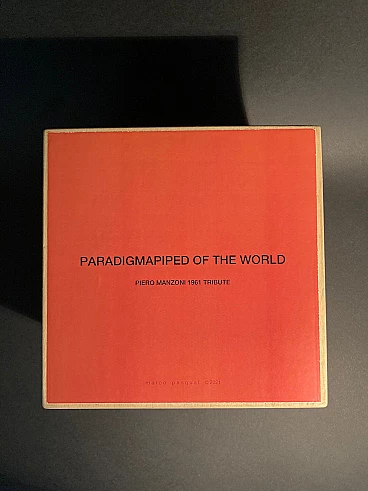 PARADIGMAPIPED OF THE WORLD
PIERO MANZONI 1961 TRIBUTE